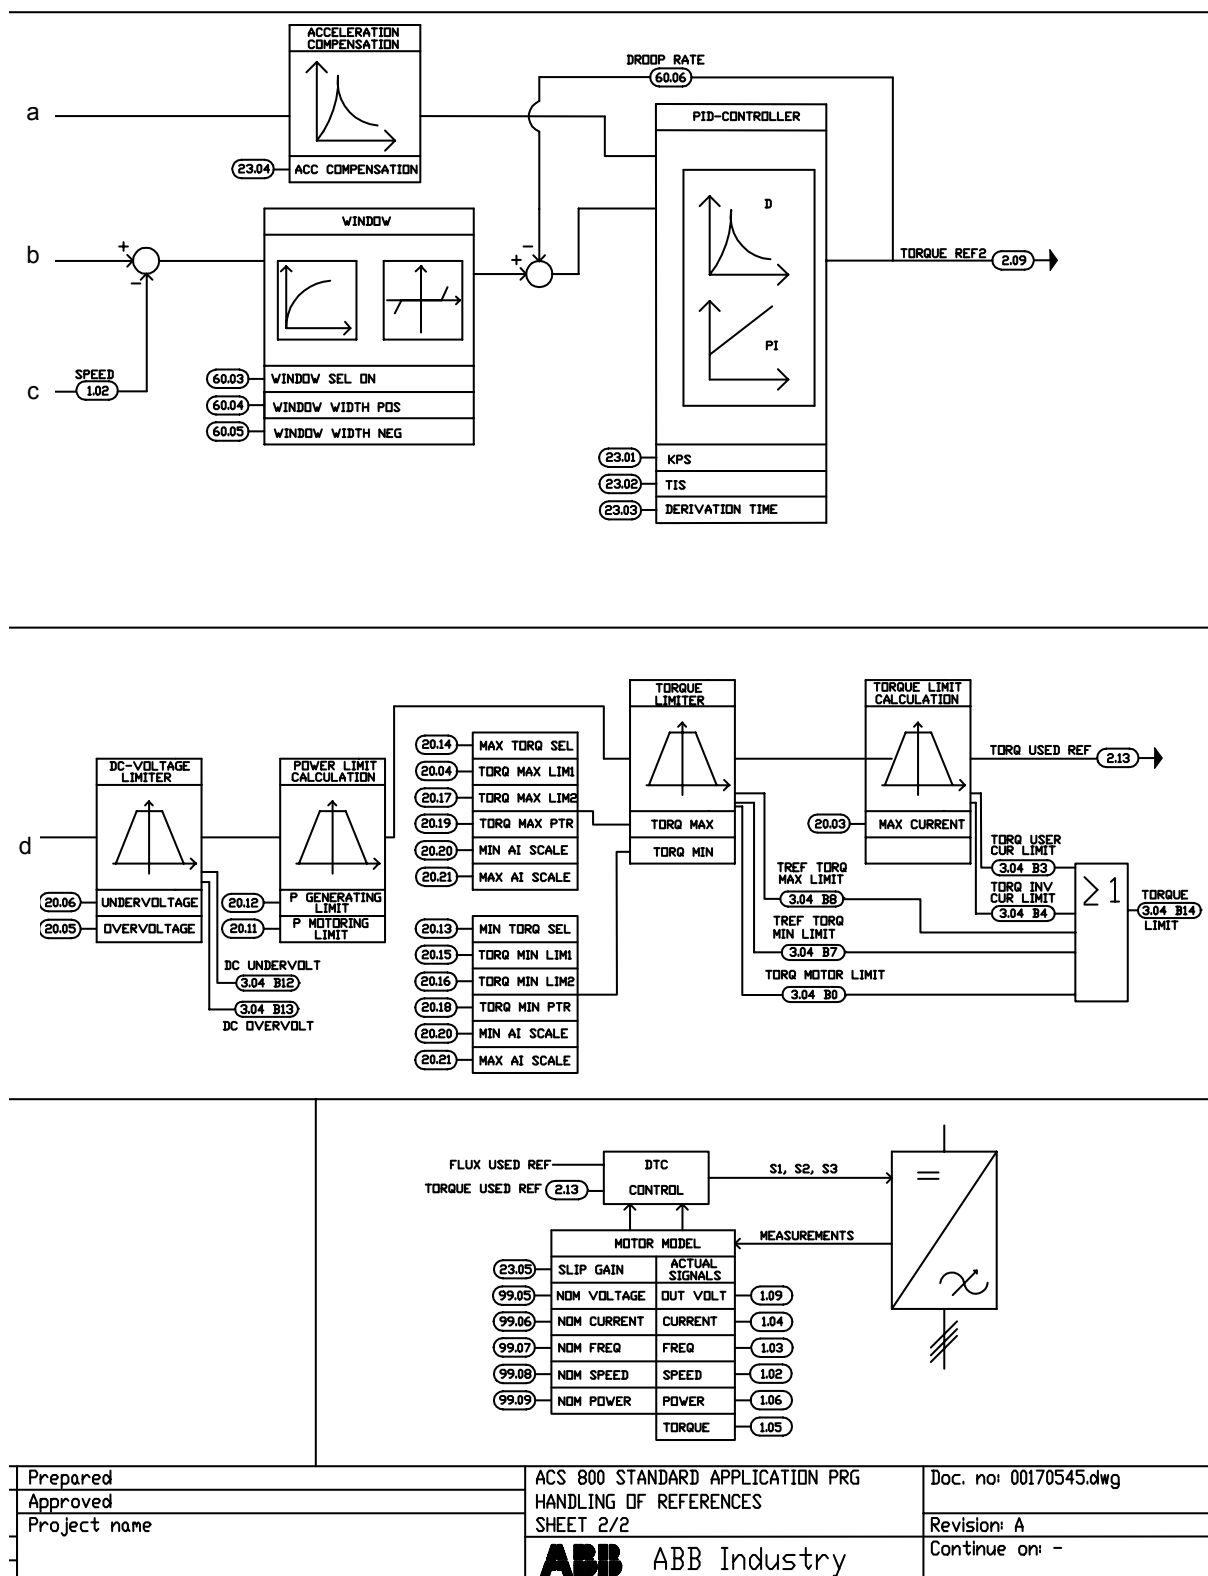 ACCELERATION
COMPENSATION
DROOP RATE
60.06
a
PID-CONTROLLER
23.04
ACC COMPENSATION
D
WINDOW
b
+
-
+
-
TORQUE REF2
2.09
PI
SPEED
c
1.02
60.03
WINDOW SEL ON
60.04
WINDOW WIDTH POS
60.05
WINDOW WIDTH NEG
23.01
KPS
23.02
TIS
23.03
DERIVATION TIME
TORQUE
LIMITER
TORQUE LIMIT
CALCULATION
20.14
MAX TORQ SEL
20.04
TORQ MAX LIM1
20.17
TORQ MAX LIM2
20.19
TORQ MAX PTR
20.20
MIN AI SCALE
20.21
MAX AI SCALE
TORQ USED REF
2.13
DC-VOLTAGE
LIMITER
POWER LIMIT
CALCULATION
TORQ MAX
TORQ MIN
20.03
MAX CURRENT
d
TORQ USER
CUR LIMIT
3.04 B3
TORQ INV
CUR LIMIT
3.04 B4
≥1
TORQUE
3.04 B14
LIMIT
TREF TORQ
MAX LIMIT
3.04 B8
TREF TORQ
MIN LIMIT
3.04 B7
TORQ MOTOR LIMIT
3.04 B0
20.06
UNDERVOLTAGE
20.05
OVERVOLTAGE
20.12
P GENERATING
LIMIT
20.11
P MOTORING
LIMIT
20.13
MIN TORQ SEL
20.15
TORQ MIN LIM1
20.16
TORQ MIN LIM2
20.18
TORQ MIN PTR
20.20
MIN AI SCALE
20.21
MAX AI SCALE
DC UNDERVOLT
3.04 B12
3.04 B13
DC OVERVOLT
FLUX USED REF
TORQUE USED REF 2.13
DTC
CONTROL
S1, S2, S3
MEASUREMENTS
MOTOR MODEL
23.05 SLIP GAIN
ACTUAL
SIGNALS
99.05 NOM VOLTAGE OUT VOLT 1.09
99.06 NOM CURRENT CURRENT 1.04
99.07 NOM FREQ FREQ 1.03
99.08 NOM SPEED SPEED 1.02
99.09 NOM POWER POWER 1.06
TORQUE 1.05
Prepared
Approved
Project name
ACS 800 STANDARD APPLICATION PRG
HANDLING OF REFERENCES
SHEET 2/2
ABB ABB Industry
Doc. no: 00170545.dwg
Revision: A
Continue on: -